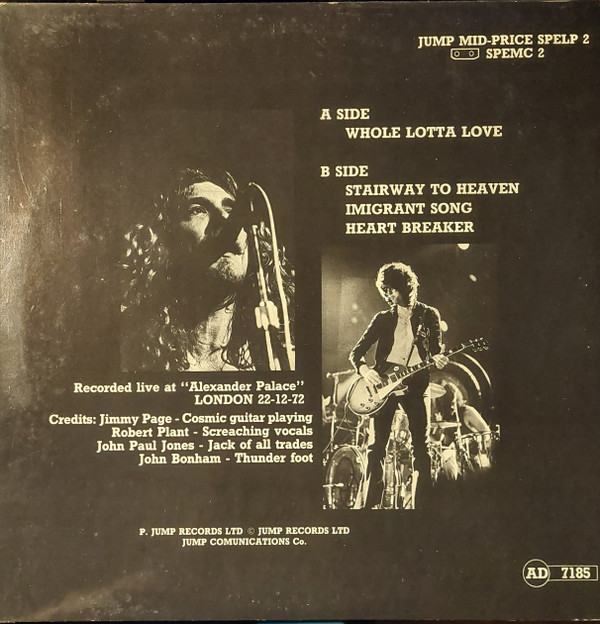 JUMP MID-PRICE SPELP 2
SPEMC 2
A SIDE
WHOLE LOTTA LOVE
B SIDE
STAIRWAY TO HEAVEN
IMIGRANT SONG
HEART BREAKER
Recorded live at "Alexander Palace"
LONDON 22-12-72
Credits: Jimmy Page - Cosmic guitar playing
Robert Plant - Screaching vocals
John Paul Jones - Jack of all trades
John Bonham - Thunder foot
P. JUMP RECORDS LTD © JUMP RECORDS LTD
JUMP COMUNICATIONS Co.
AD 7185